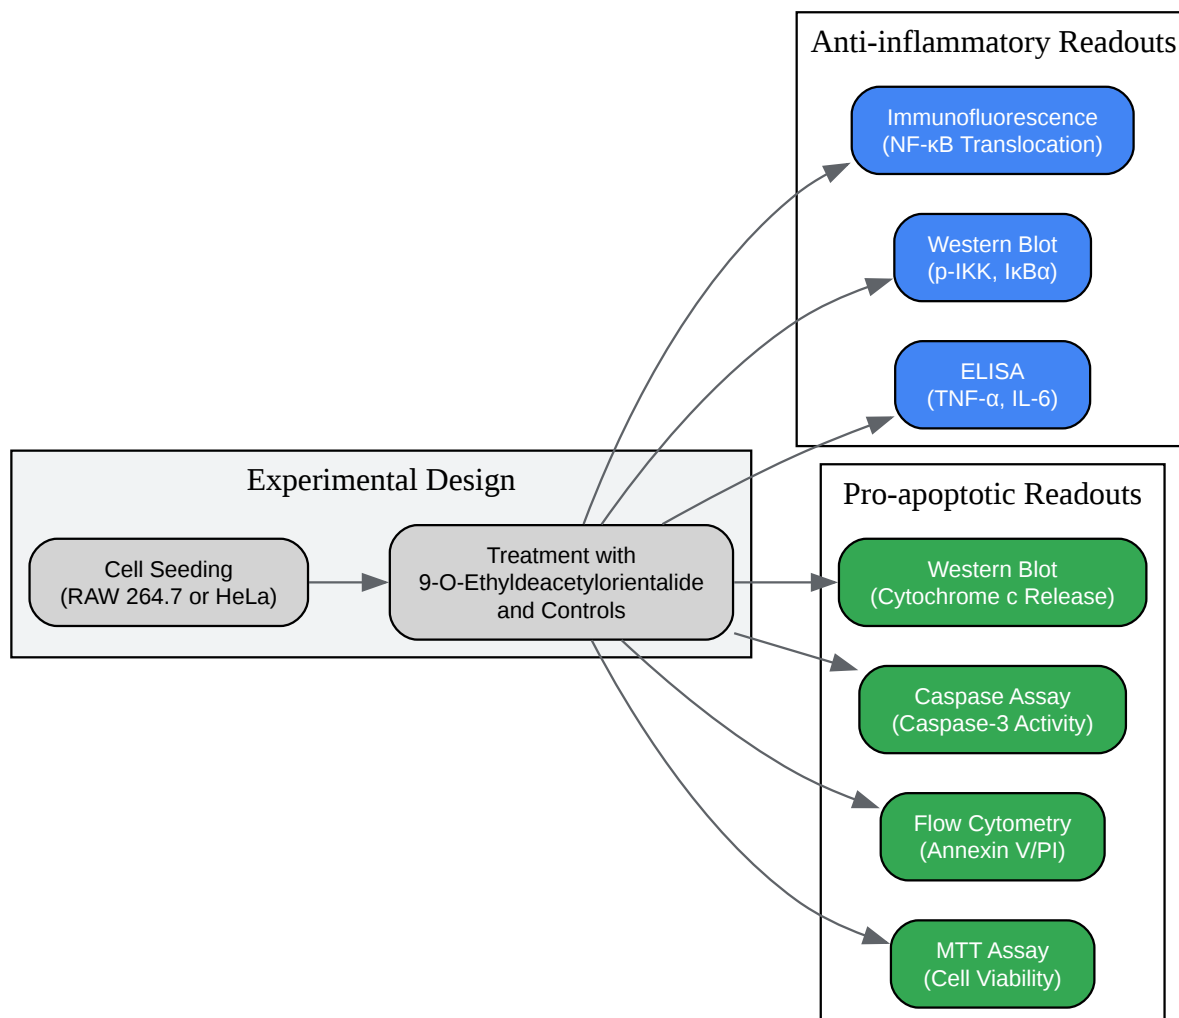 Anti-inflammatory Readouts
Immunofluorescence
(NF-κB Translocation)
Western Blot
(p-IKK, IκBα)
ELISA
(TNF-α, IL-6)
Experimental Design
Cell Seeding
(RAW 264.7 or HeLa)
Treatment with
9-O-Ethyldeacetylorientalide
and Controls
Pro-apoptotic Readouts
Western Blot
(Cytochrome c Release)
Caspase Assay
(Caspase-3 Activity)
Flow Cytometry
(Annexin V/PI)
MTT Assay
(Cell Viability)